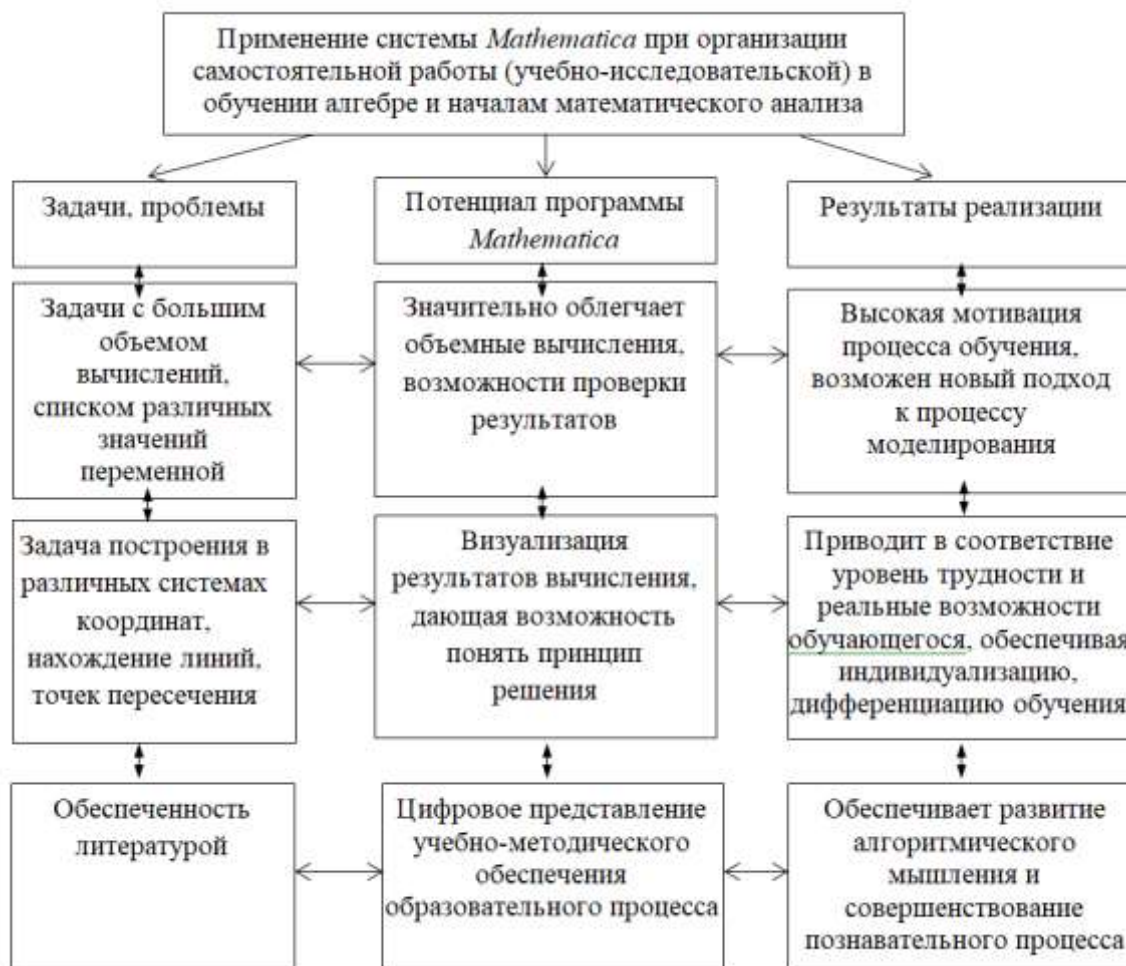 Применение системы Mathematica при организации
самостоятельной работы (учебно-исследовательской) в
обучении алгебре и началам математического анализа
Задачи, проблемы
Потенциал программы
Mathematica
Результаты реализации
Задачи с большим
объемом
вычислений,
списком различных
значений
переменной
Значительно облегчает
объемные вычисления,
возможности проверки
результатов
Высокая мотивация
процесса обучения,
возможен новый подход
к процессу
моделирования
Задача построения в
различных системах
координат,
нахождение линий,
точек пересечения
Визуализация
результатов вычисления,
дающая возможность
понять принцип
решения
Приводит в соответствие
уровень трудности и
реальные возможности
обучающегося, обеспечивая
индивидуализацию,
дифференциацию обучения
Обеспеченность
литературой
Цифровое представление
учебно-методического
обеспечения
образовательного процесса
Обеспечивает развитие
алгоритмического
мышления и
совершенствование
познавательного процесса